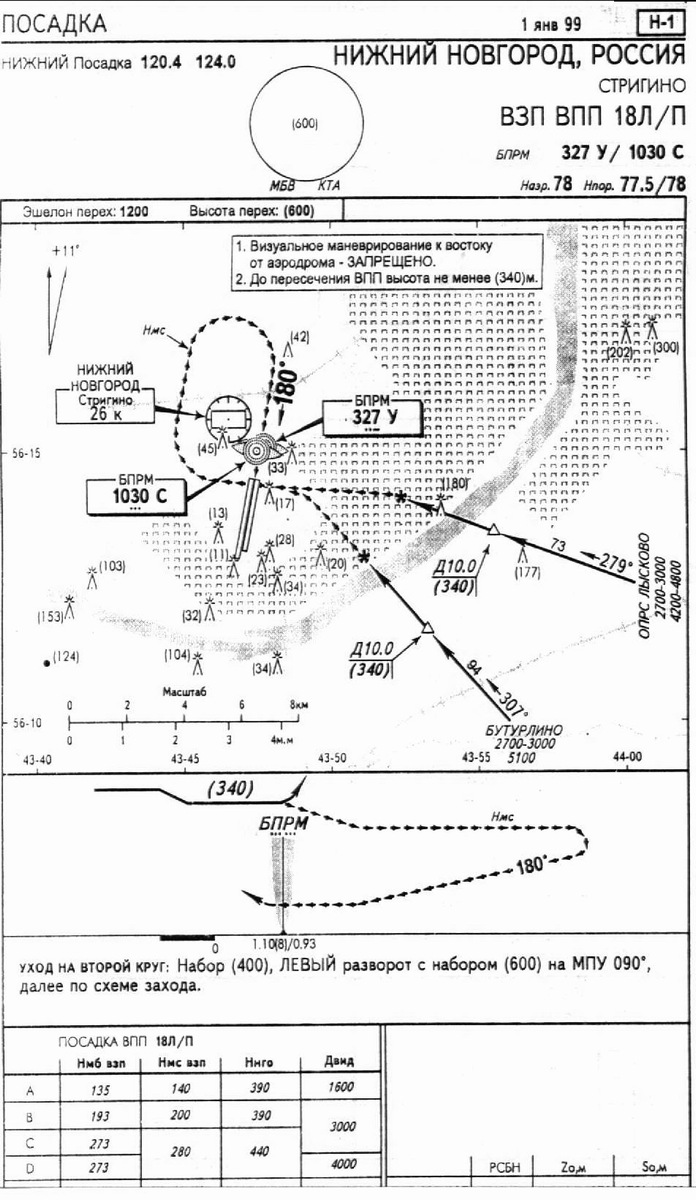 ПОСАДКА
1 янв 99
Н-1
НИЖНИЙ Посадка 120.4 124.0
НИЖНИЙ НОВГОРОД, РОССИЯ
СТРИГИНО
ВЗП ВПП 18Л/П
БПРМ 327 У/ 1030 С
Наэр. 78 Нпор. 77.5/78
(600)
МБВ КТА
Эшелон перех: 1200 Высота перех: (600)
+11°
1. Визуальное маневрирование к востоку
от аэродрома - ЗАПРЕЩЕНО.
2. До пересечения ВПП высота не менее (340)м.
Нмс
(42)
(202)
(300)
180°
НИЖНИЙ
НОВГОРОД
Стригино
26 к
БПРМ
327 У
(45)
(33)
56-15
БПРМ
1030 С
(17)
(180)
(13)
(28)
(11)
(23)
(20)
(34)
73
279°
(177)
Д10.0
(340)
ОПРС ЛЫСКОВО
2700-3000
4200-4800
(103)
(153)
(32)
(124)
(104)
(34)
Д10.0
(340)
94
307°
БУТУРЛИНО
2700-3000
5100
Масштаб
0 2 4 6 8км
0 1 2 3 4м.м
56-10
43-40 43-45 43-50 43-55 44-00
(340)
БПРМ
Нмс
180°
0
1.10(8)/0.93
УХОД НА ВТОРОЙ КРУГ: Набор (400), ЛЕВЫЙ разворот с набором (600) на МПУ 090°,
далее по схеме захода.
ПОСАДКА ВПП 18Л/П
Нмб взп Нмс взп Ннго Двид
A 135 140 390 1600
B 193 200 390 3000
C 273 280 440
D 273 4000
РСБН Zо,м Sо,м